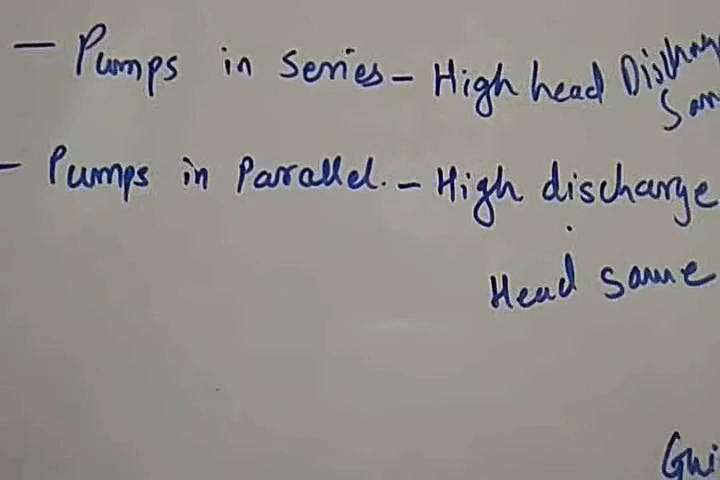 - Pumps in series - High head
- Pumps in Parallel. - High discharge
Head same